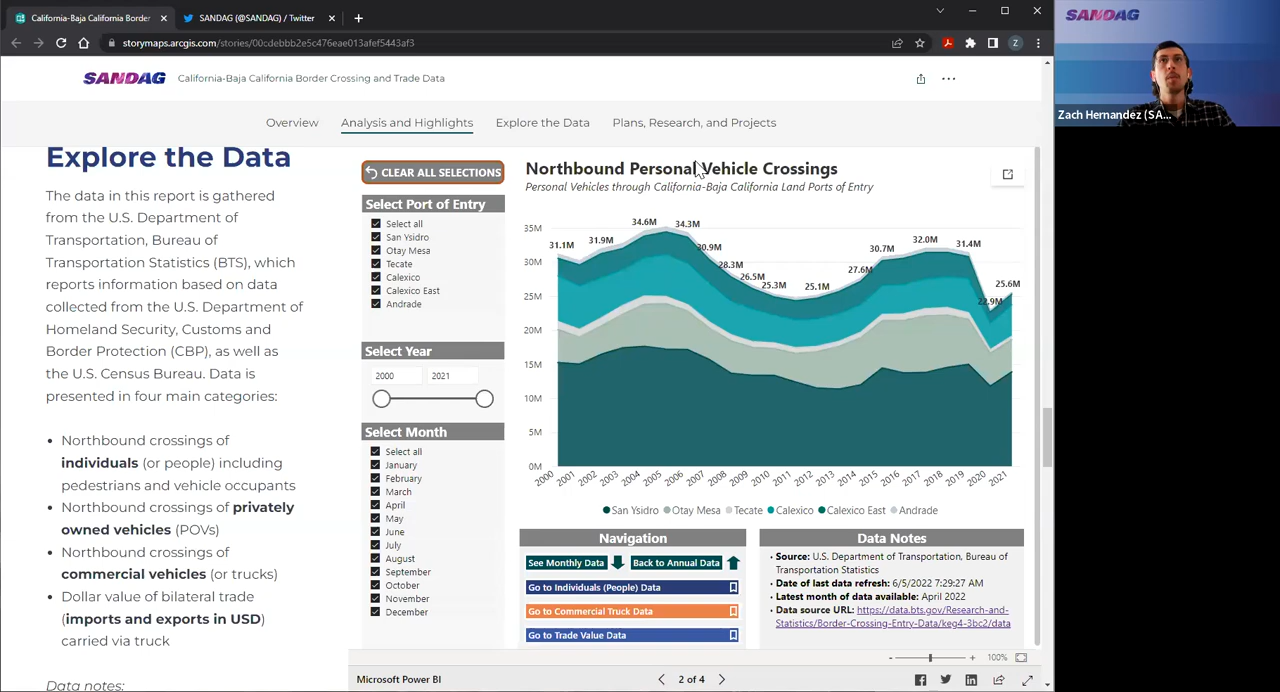 California-Baja California Border
SANDAG (@SANDAG) / Twitter
storymaps.arcgis.com/stories/00cdebbb2e5c476eae013afef5443af3
Z
SANDAG
California-Baja California Border Crossing and Trade Data
Overview
Analysis and Highlights
Explore the Data
Plans, Research, and Projects
Explore the Data
The data in this report is gathered
from the U.S. Department of
Transportation, Bureau of
Transportation Statistics (BTS), which
reports information based on data
collected from the U.S. Department of
Homeland Security, Customs and
Border Protection (CBP), as well as
the U.S. Census Bureau. Data is
presented in four main categories:
• Northbound crossings of
individuals (or people) including
pedestrians and vehicle occupants
• Northbound crossings of privately
owned vehicles (POVs)
• Northbound crossings of
commercial vehicles (or trucks)
• Dollar value of bilateral trade
(imports and exports in USD)
carried via truck
Data notes:
CLEAR ALL SELECTIONS
Select Port of Entry
Select all
San Ysidro
Otay Mesa
Tecate
Calexico
Calexico East
Andrade
Select Year
2000
2021
Select Month
Select all
January
February
March
April
May
June
July
August
September
October
November
December
Northbound Personal Vehicle Crossings
Personal Vehicles through California-Baja California Land Ports of Entry
35M
30M
25M
20M
15M
10M
5M
0M
31.1M
31.9M
34.6M
34.3M
30.9M
28.3M
26.5M
25.3M
25.1M
27.6M
30.7M
32.0M
31.4M
22.9M
25.6M
2000
2001
2002
2003
2004
2005
2006
2007
2008
2009
2010
2011
2012
2013
2014
2015
2016
2017
2018
2019
2020
2021
San Ysidro
Otay Mesa
Tecate
Calexico
Calexico East
Andrade
Navigation
See Monthly Data
Back to Annual Data
Go to Individuals (People) Data
Go to Commercial Truck Data
Go to Trade Value Data
Data Notes
• Source: U.S. Department of Transportation, Bureau of
Transportation Statistics
• Date of last data refresh: 6/5/2022 7:29:27 AM
• Latest month of data available: April 2022
• Data source URL: https://data.bts.gov/Research-and-
Statistics/Border-Crossing-Entry-Data/keg4-3bc2/data
- + 100%
Microsoft Power BI
2 of 4
SANDAG
Zach Hernandez (SA...